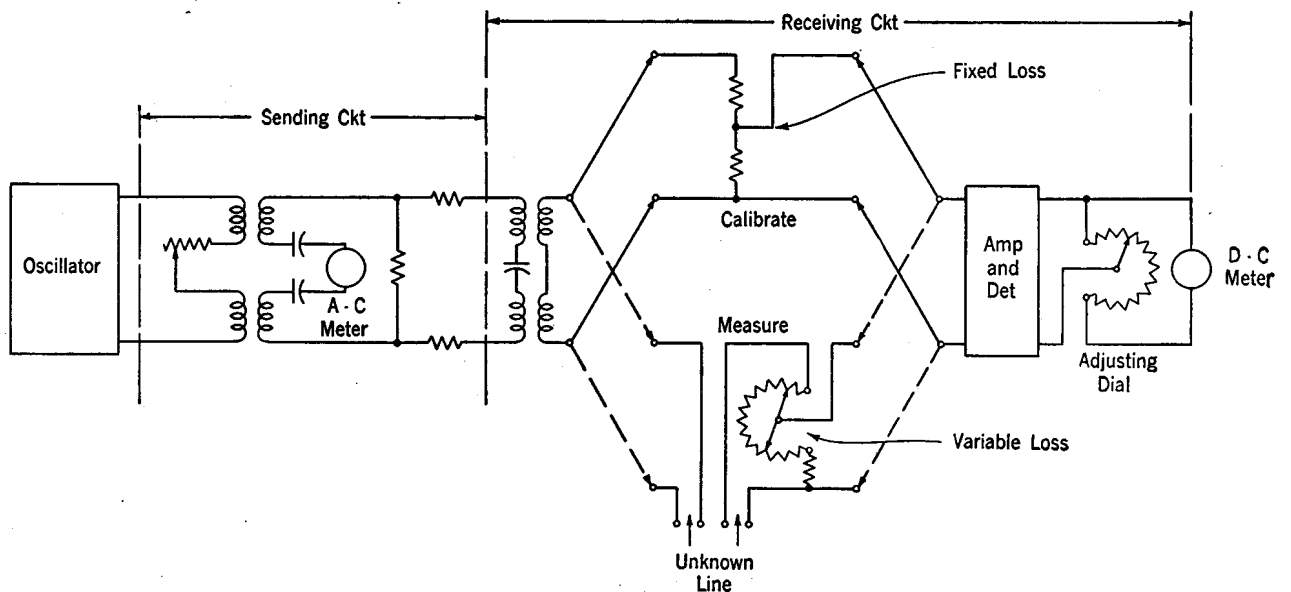 Receiving Ckt
Fixed Loss
Sending Ckt
Oscillator
A-C
Meter
Calibrate
Amp
and
Det
D-C
Meter
Measure
Adjusting
Dial
Variable Loss
Unknown
Line